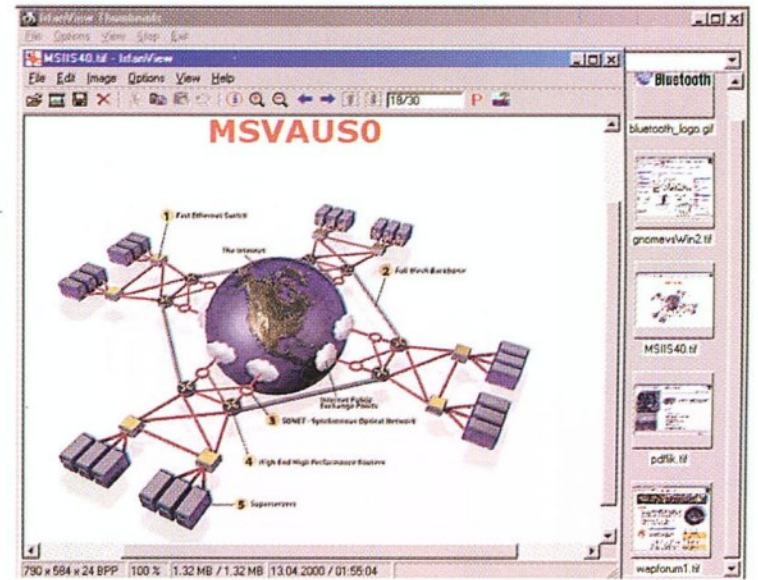 IrfanView Thumbnails
File Options View Stop Exit
MSIIS40.tif - IrfanView
File Edit Image Options View Help
18/30
MSVAUS0
1 Fast Ethernet Switch
The Internet
2 Full Mesh Backbone
Internet Public
Exchange Points
3 SONET - Synchronous Optical Network
4 High End High Performance Routers
5 Superservers
790 x 584 x 24 BPP 100 % 1.32 MB / 1.32 MB 13.04.2000 / 01:55:04
Bluetooth
bluetooth_logo.gif
gnomevsWin2.tif
MSIIS40.tif
pdflik.tif
wapforum1.tif